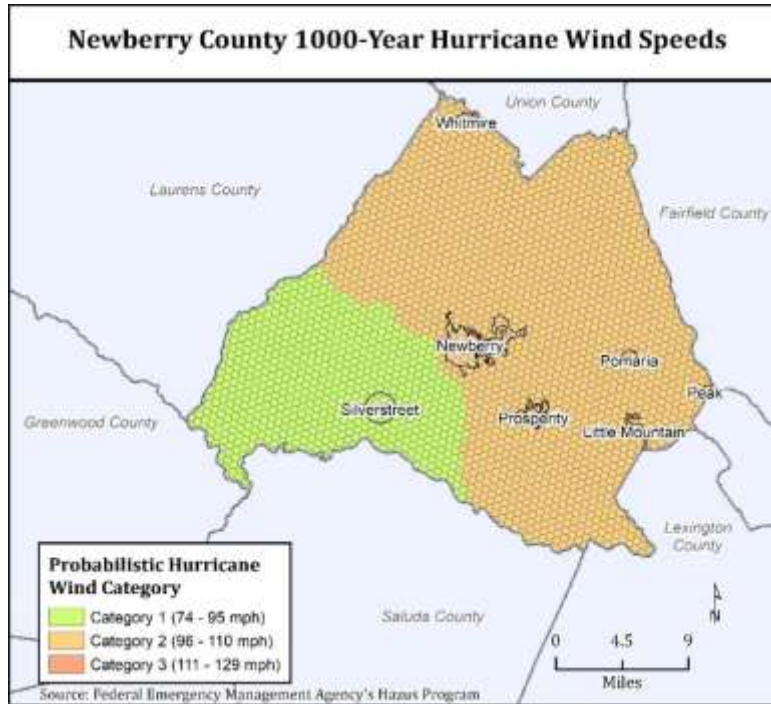 Newberry County 1000-Year Hurricane Wind Speeds
Union County
Whitmire
Laurens County
Fairfield County
Newberry
Pomaria
Peak
Silverstreet
Prosperity
Greenwood County
Little Mountain
Lexington
County
Probabilistic Hurricane
Wind Category
Category 1 (74 - 95 mph)
Category 2 (96 - 110 mph)
Category 3 (111 - 129 mph)
Saluda County
N
0 4.5 9
Miles
Source: Federal Emergency Management Agency's Hazus Program